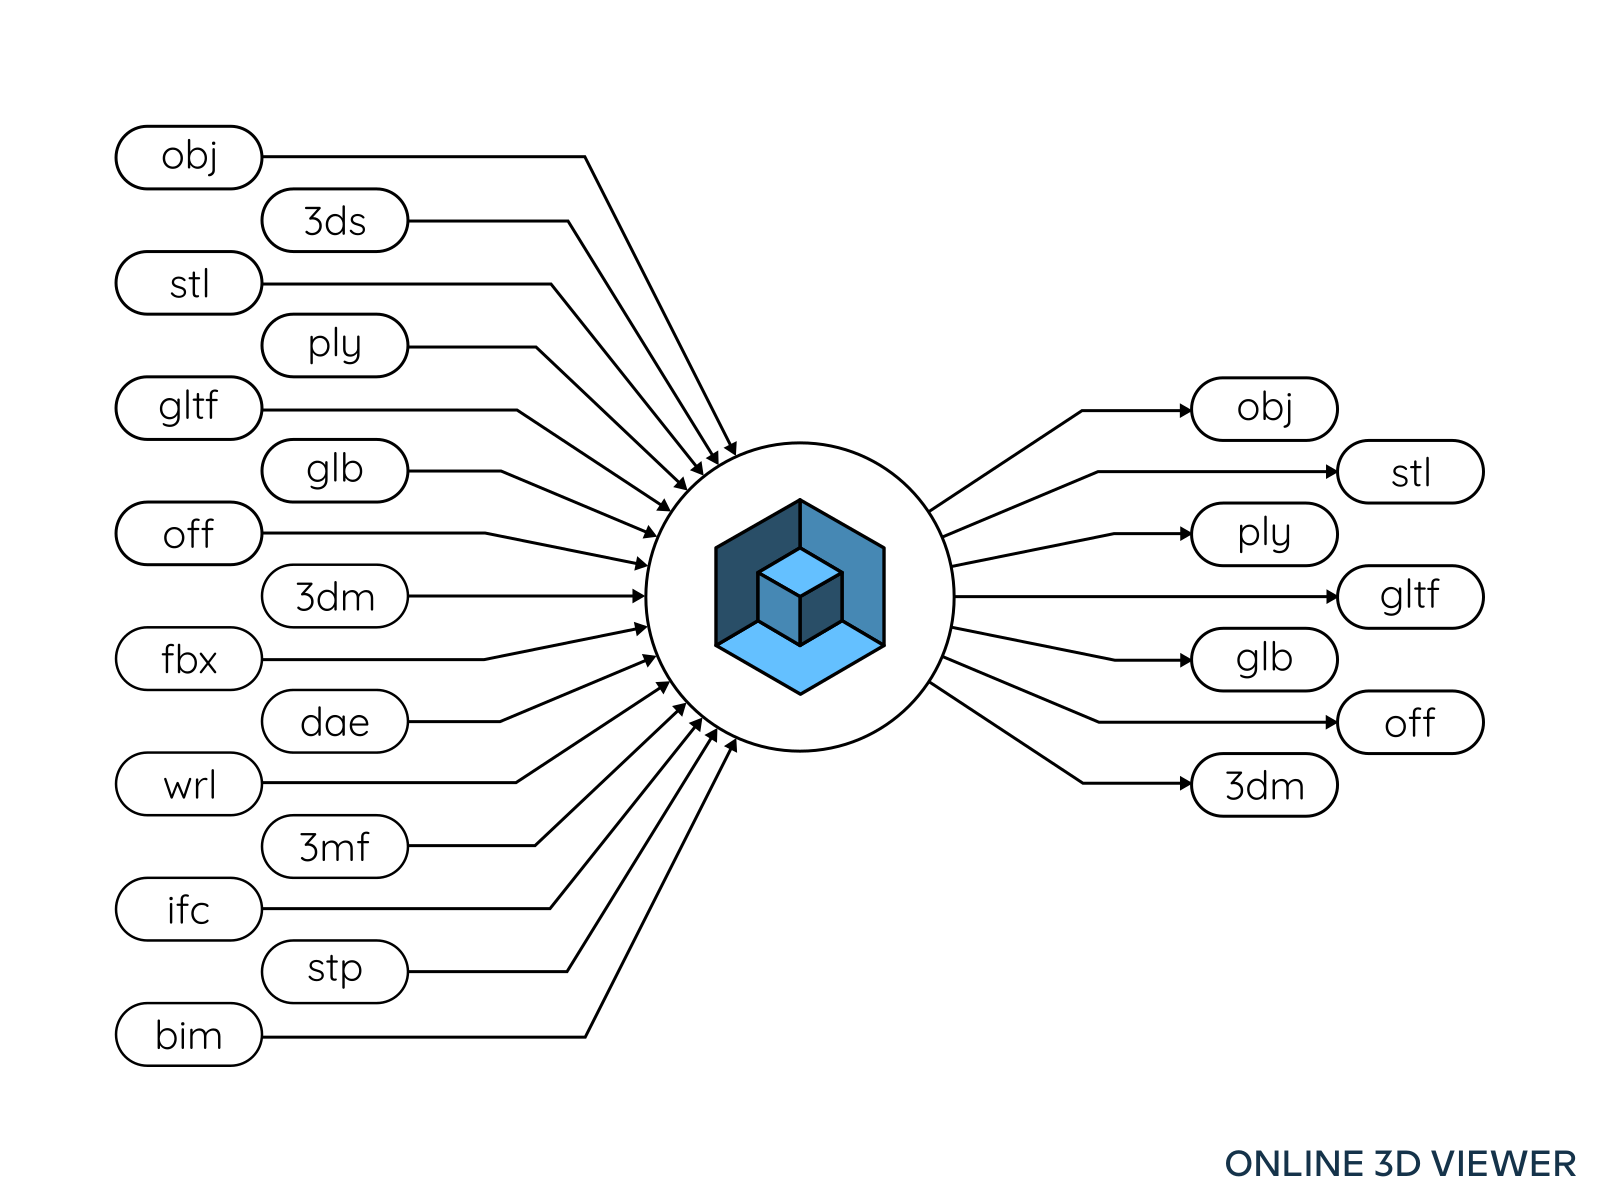 obj
3ds
stl
ply
gltf
glb
off
3dm
fbx
dae
wrl
3mf
ifc
stp
bim
obj
stl
ply
gltf
glb
off
3dm
ONLINE 3D VIEWER